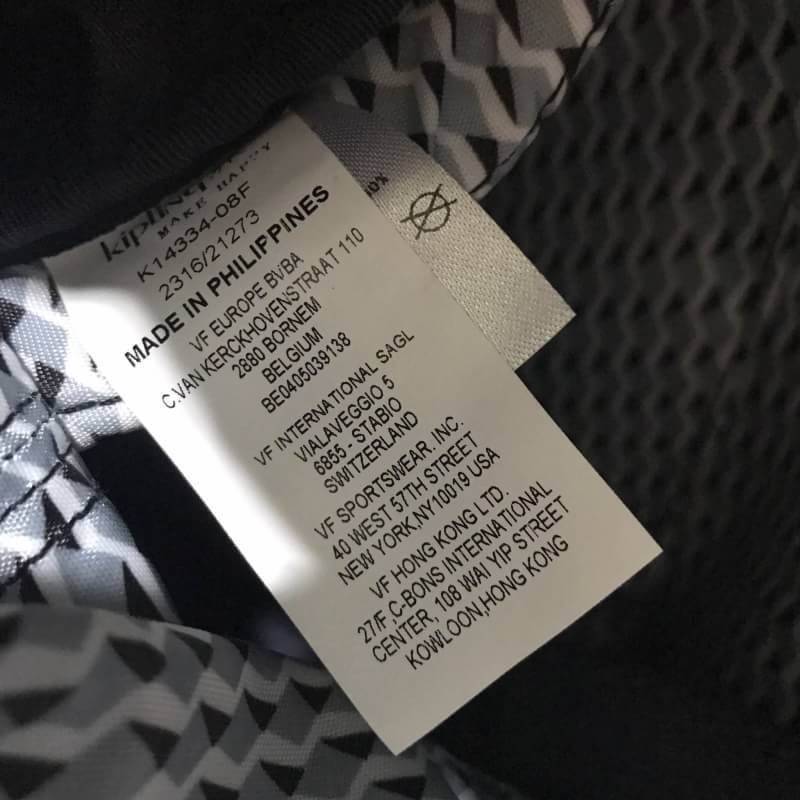 kipling
MAKE HAPPY
K14334-08F
2316/21273
MADE IN PHILIPPINES
VF EUROPE BVBA
C.VAN KERCKHOVENSTRAAT 110
2880 BORNEM
BELGIUM
BE0405039138
VF INTERNATIONAL SAGL
VIALAVEGGIO 5
6855 - STABIO
SWITZERLAND
VF SPORTSWEAR, INC.
40 WEST 57TH STREET
NEW YORK,NY10019 USA
VF HONG KONG LTD.
27/F,C-BONS INTERNATIONAL
CENTER, 108 WAI YIP STREET
KOWLOON,HONG KONG